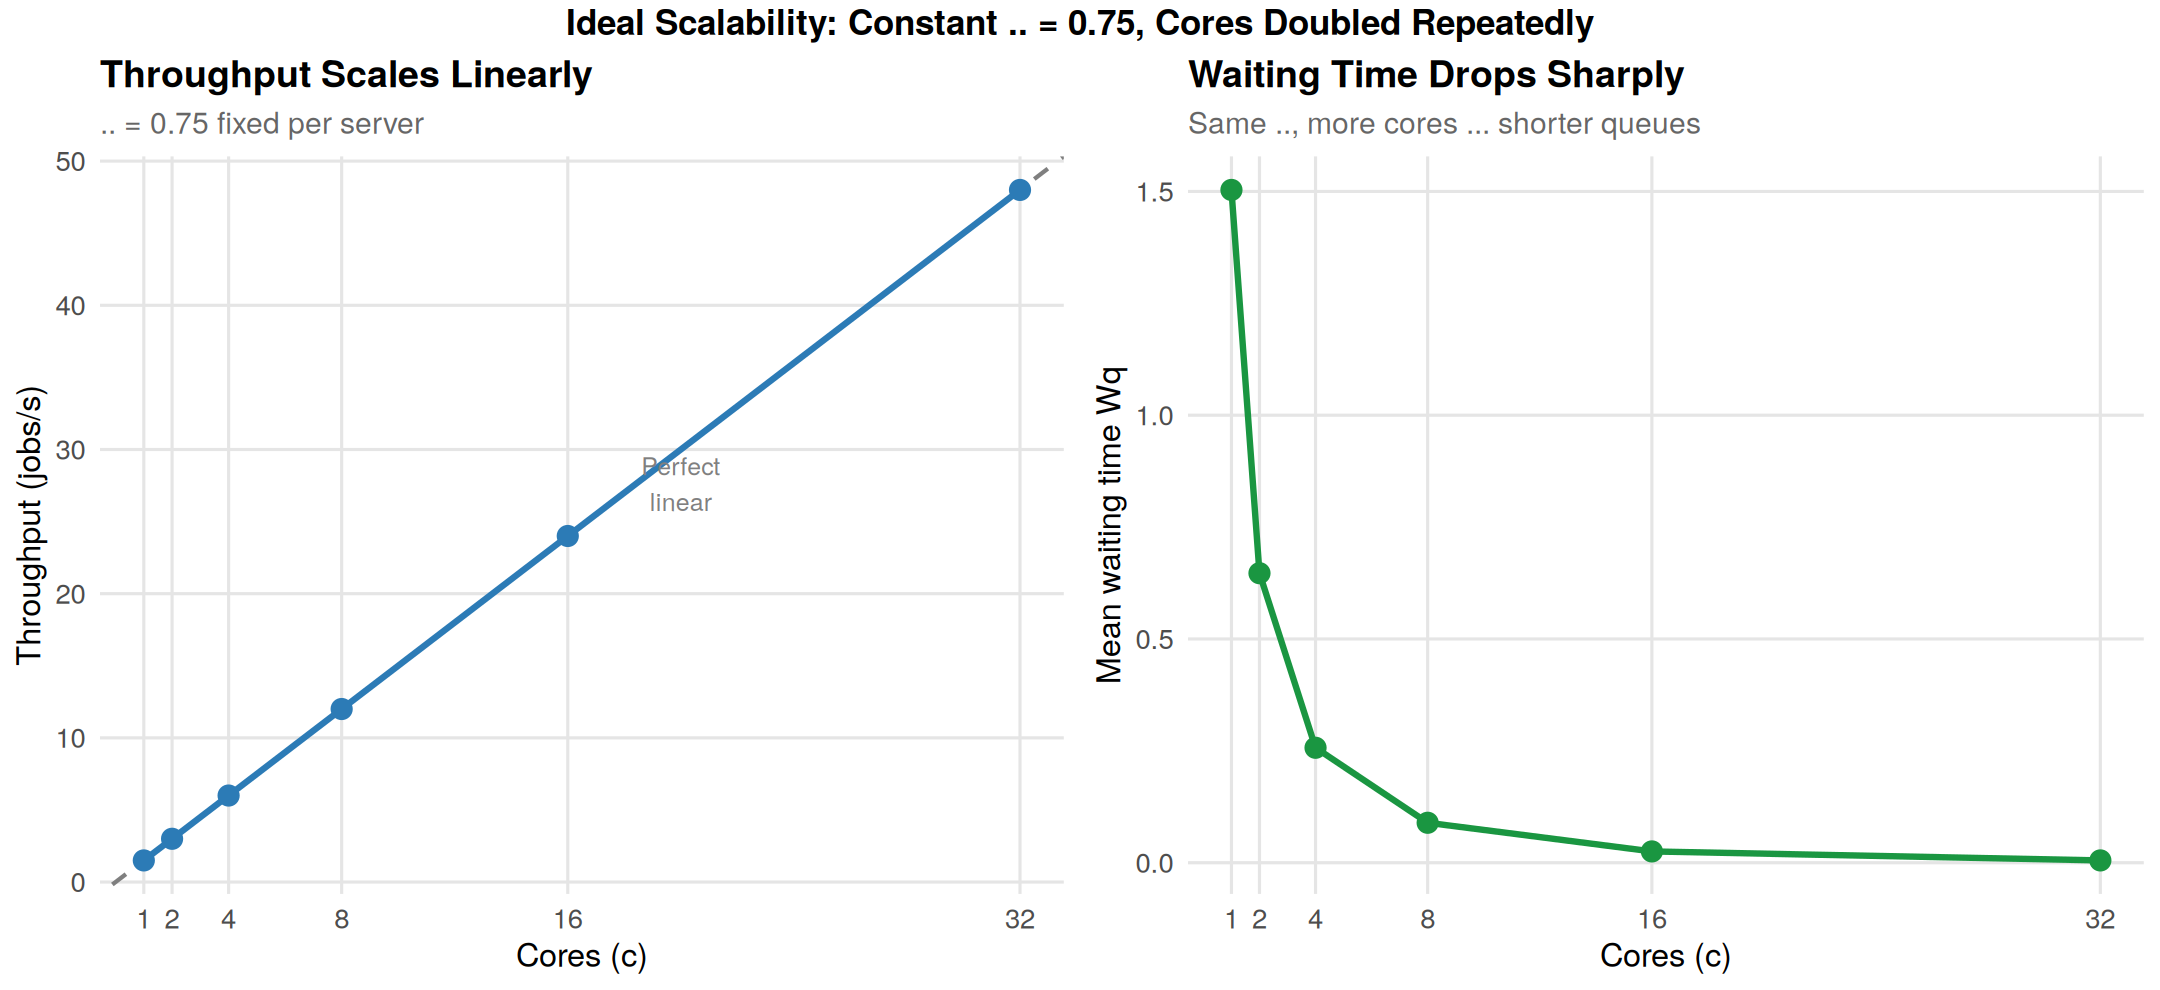 Ideal Scalability: Constant .. = 0.75, Cores Doubled Repeatedly
Throughput Scales Linearly
.. = 0.75 fixed per server
Throughput (jobs/s)
50
40
30
20
10
0
Perfect
linear
1 2 4 8 16 32
Cores (c)
Waiting Time Drops Sharply
Same .., more cores ... shorter queues
Mean waiting time Wq
1.5
1.0
0.5
0.0
1 2 4 8 16 32
Cores (c)